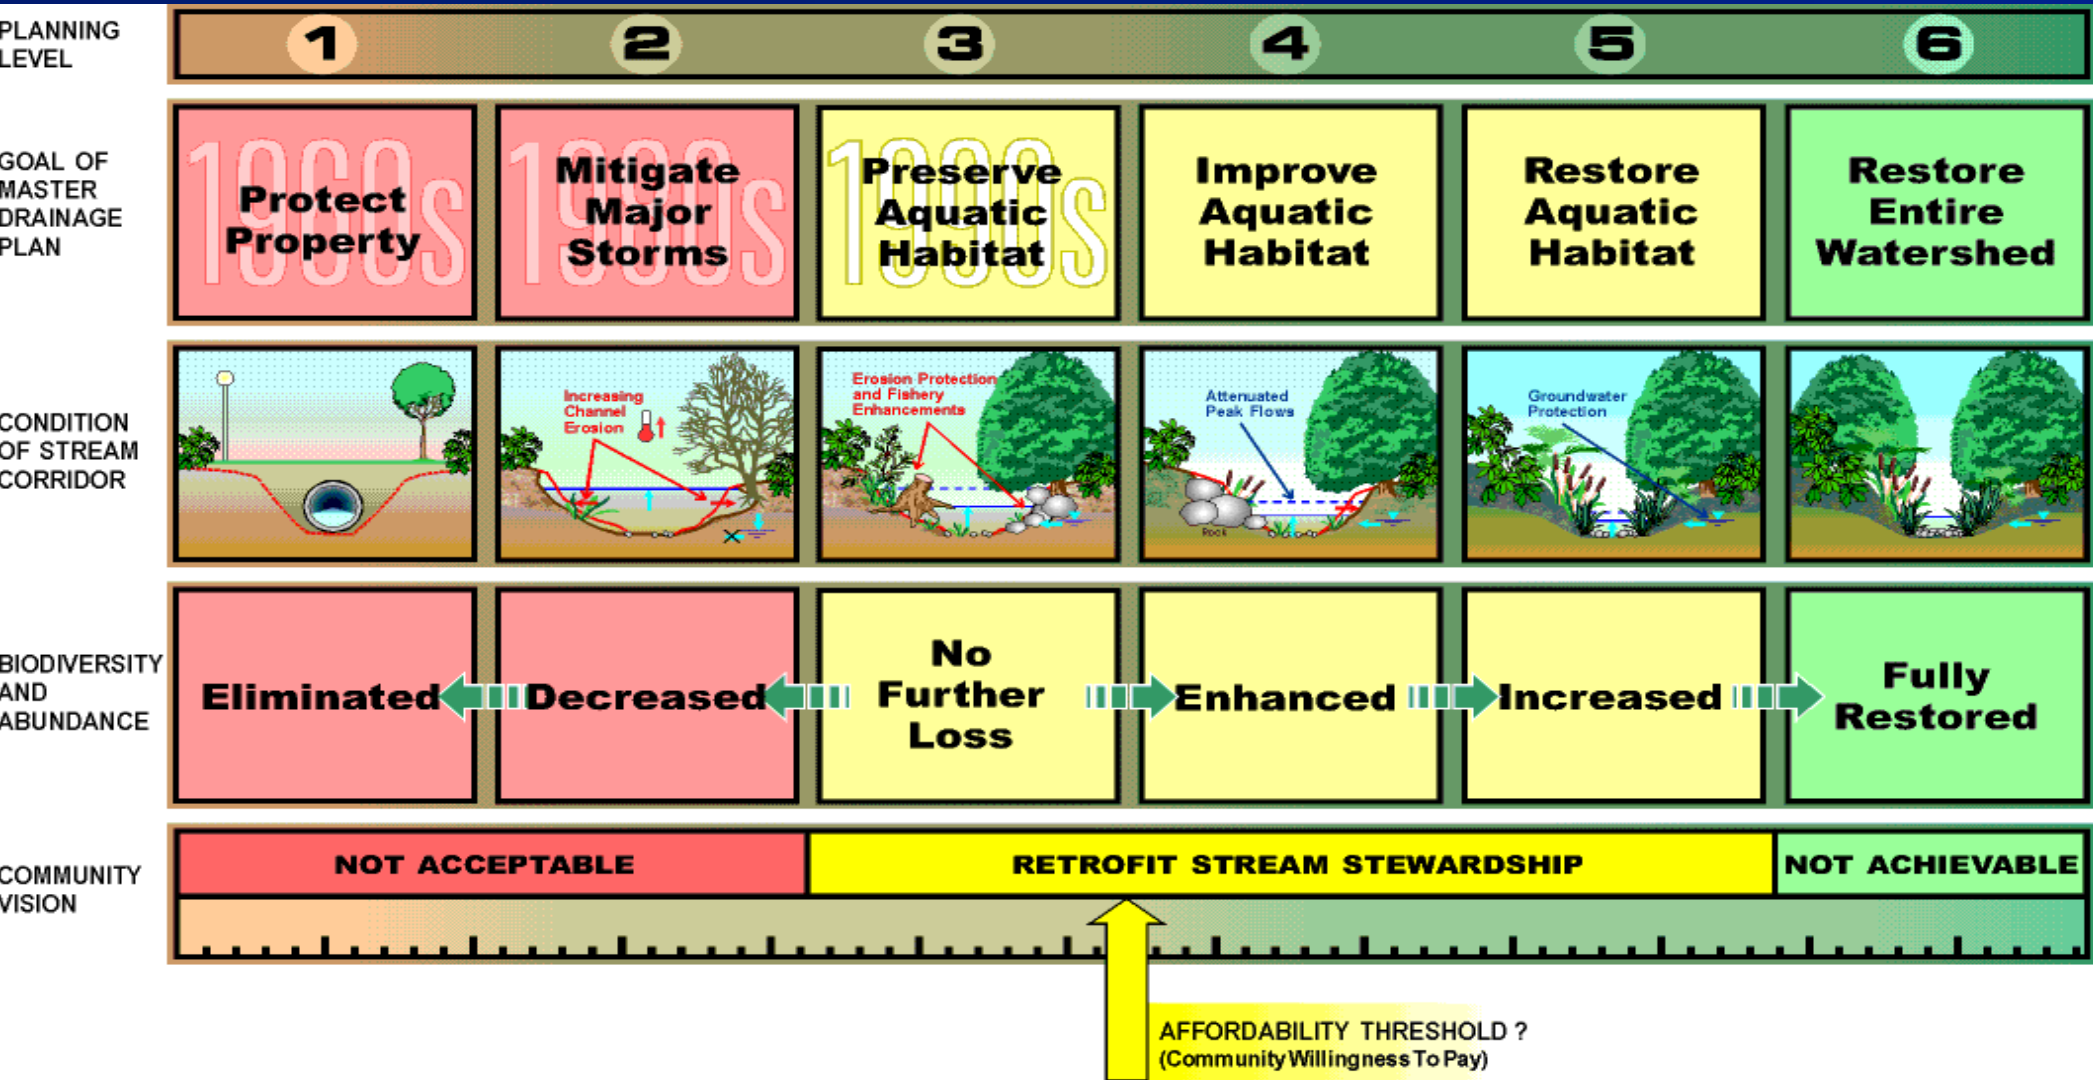 PLANNING
LEVEL
1
2
3
4
5
6
GOAL OF
MASTER
DRAINAGE
PLAN
1960s
Protect
Property
Mitigate
Major
Storms
1990s
Preserve
Aquatic
Habitat
Improve
Aquatic
Habitat
Restore
Aquatic
Habitat
Restore
Entire
Watershed
CONDITION
OF STREAM
CORRIDOR
Increasing
Channel
Erosion
Erosion Protection
and Fishery
Enhancements
Attenuated
Peak Flows
Rock
Groundwater
Protection
BIODIVERSITY
AND
ABUNDANCE
Eliminated
Decreased
No
Further
Loss
Enhanced
Increased
Fully
Restored
COMMUNITY
VISION
NOT ACCEPTABLE
RETROFIT STREAM STEWARDSHIP
NOT ACHIEVABLE
AFFORDABILITY THRESHOLD ?
(Community Willingness To Pay)